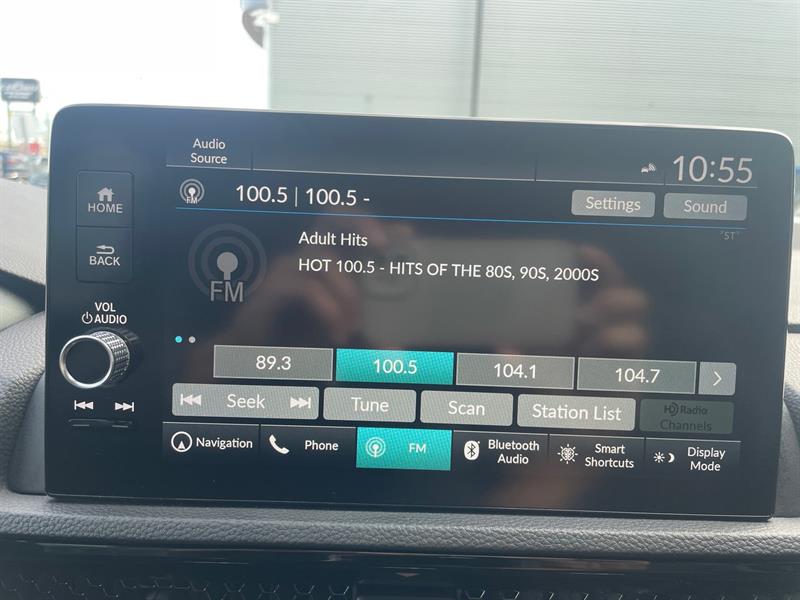 Audio
Source
10:55
HOME
FM
100.5 | 100.5 -
Settings
Sound
"ST"
BACK
Adult Hits
HOT 100.5 - HITS OF THE 80S, 90S, 2000S
FM
VOL
AUDIO
89.3
100.5
104.1
104.7
Seek
Tune
Scan
Station List
HD Radio
Channels
Navigation
Phone
FM
Bluetooth
Audio
Smart
Shortcuts
Display
Mode